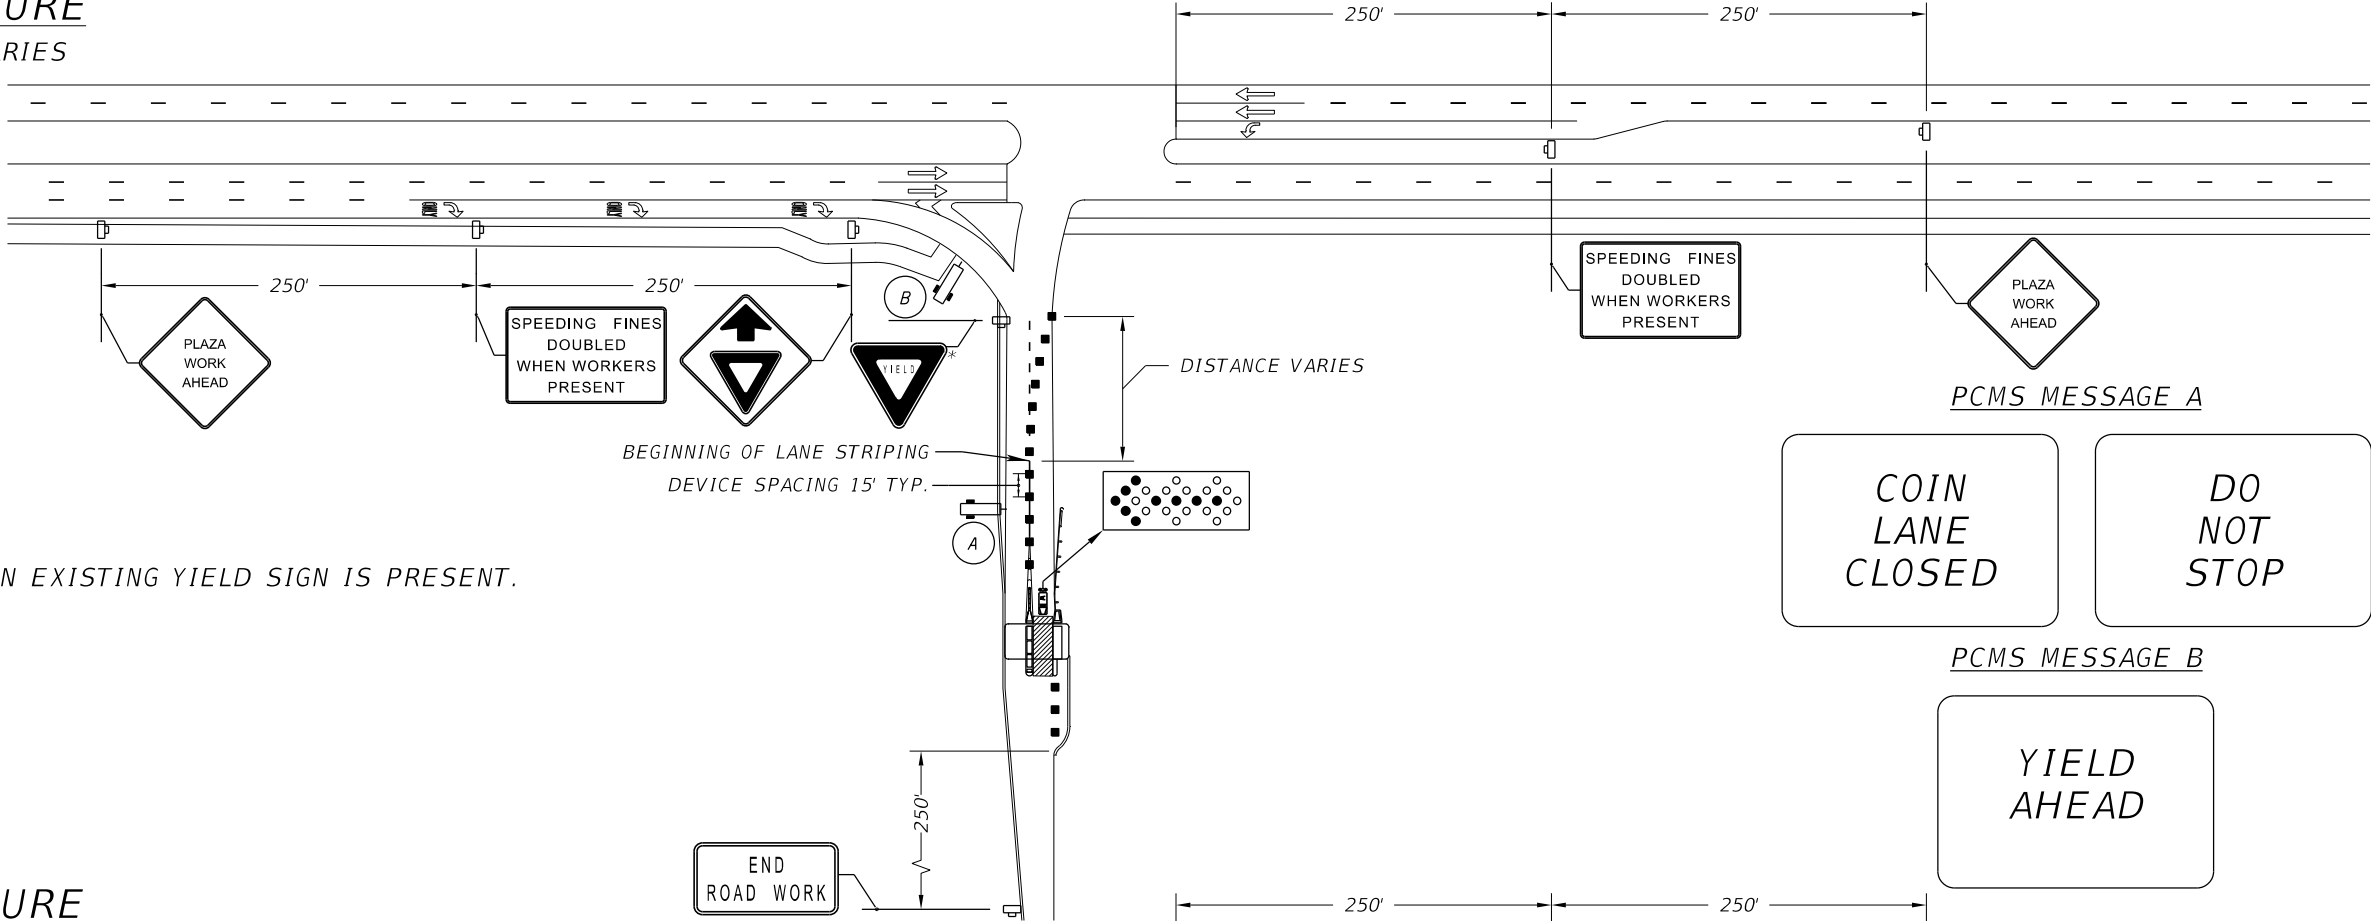 URE
RIES
250'
250'
ONLY
ONLY
ONLY
250'
250'
PLAZA
WORK
AHEAD
SPEEDING FINES
DOUBLED
WHEN WORKERS
PRESENT
B
YIELD
*
SPEEDING FINES
DOUBLED
WHEN WORKERS
PRESENT
PLAZA
WORK
AHEAD
DISTANCE VARIES
BEGINNING OF LANE STRIPING
DEVICE SPACING 15' TYP.
A
N EXISTING YIELD SIGN IS PRESENT.
PCMS MESSAGE A
COIN
LANE
CLOSED
DO
NOT
STOP
PCMS MESSAGE B
YIELD
AHEAD
250'
END
ROAD WORK
URE
250'
250'